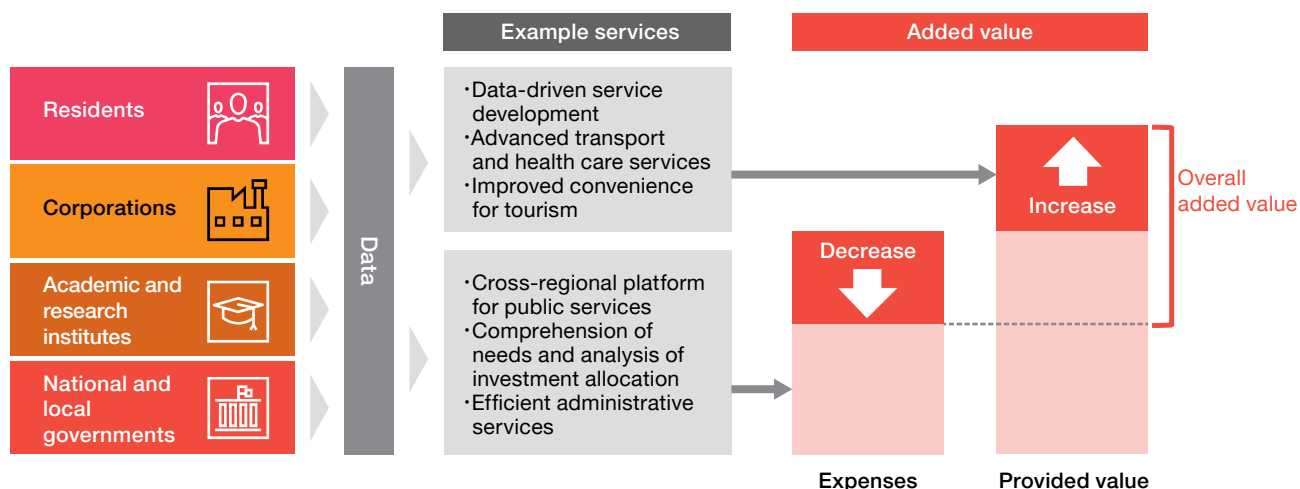 Example services
Added value
Residents
Corporations
Academic and
research
institutes
National and
local
governments
Data
・Data-driven service
development
・Advanced transport
and health care services
・Improved convenience
for tourism
・Cross-regional platform
for public services
・Comprehension of
needs and analysis of
investment allocation
・Efficient administrative
services
Decrease
Increase
Overall
added value
Expenses
Provided value